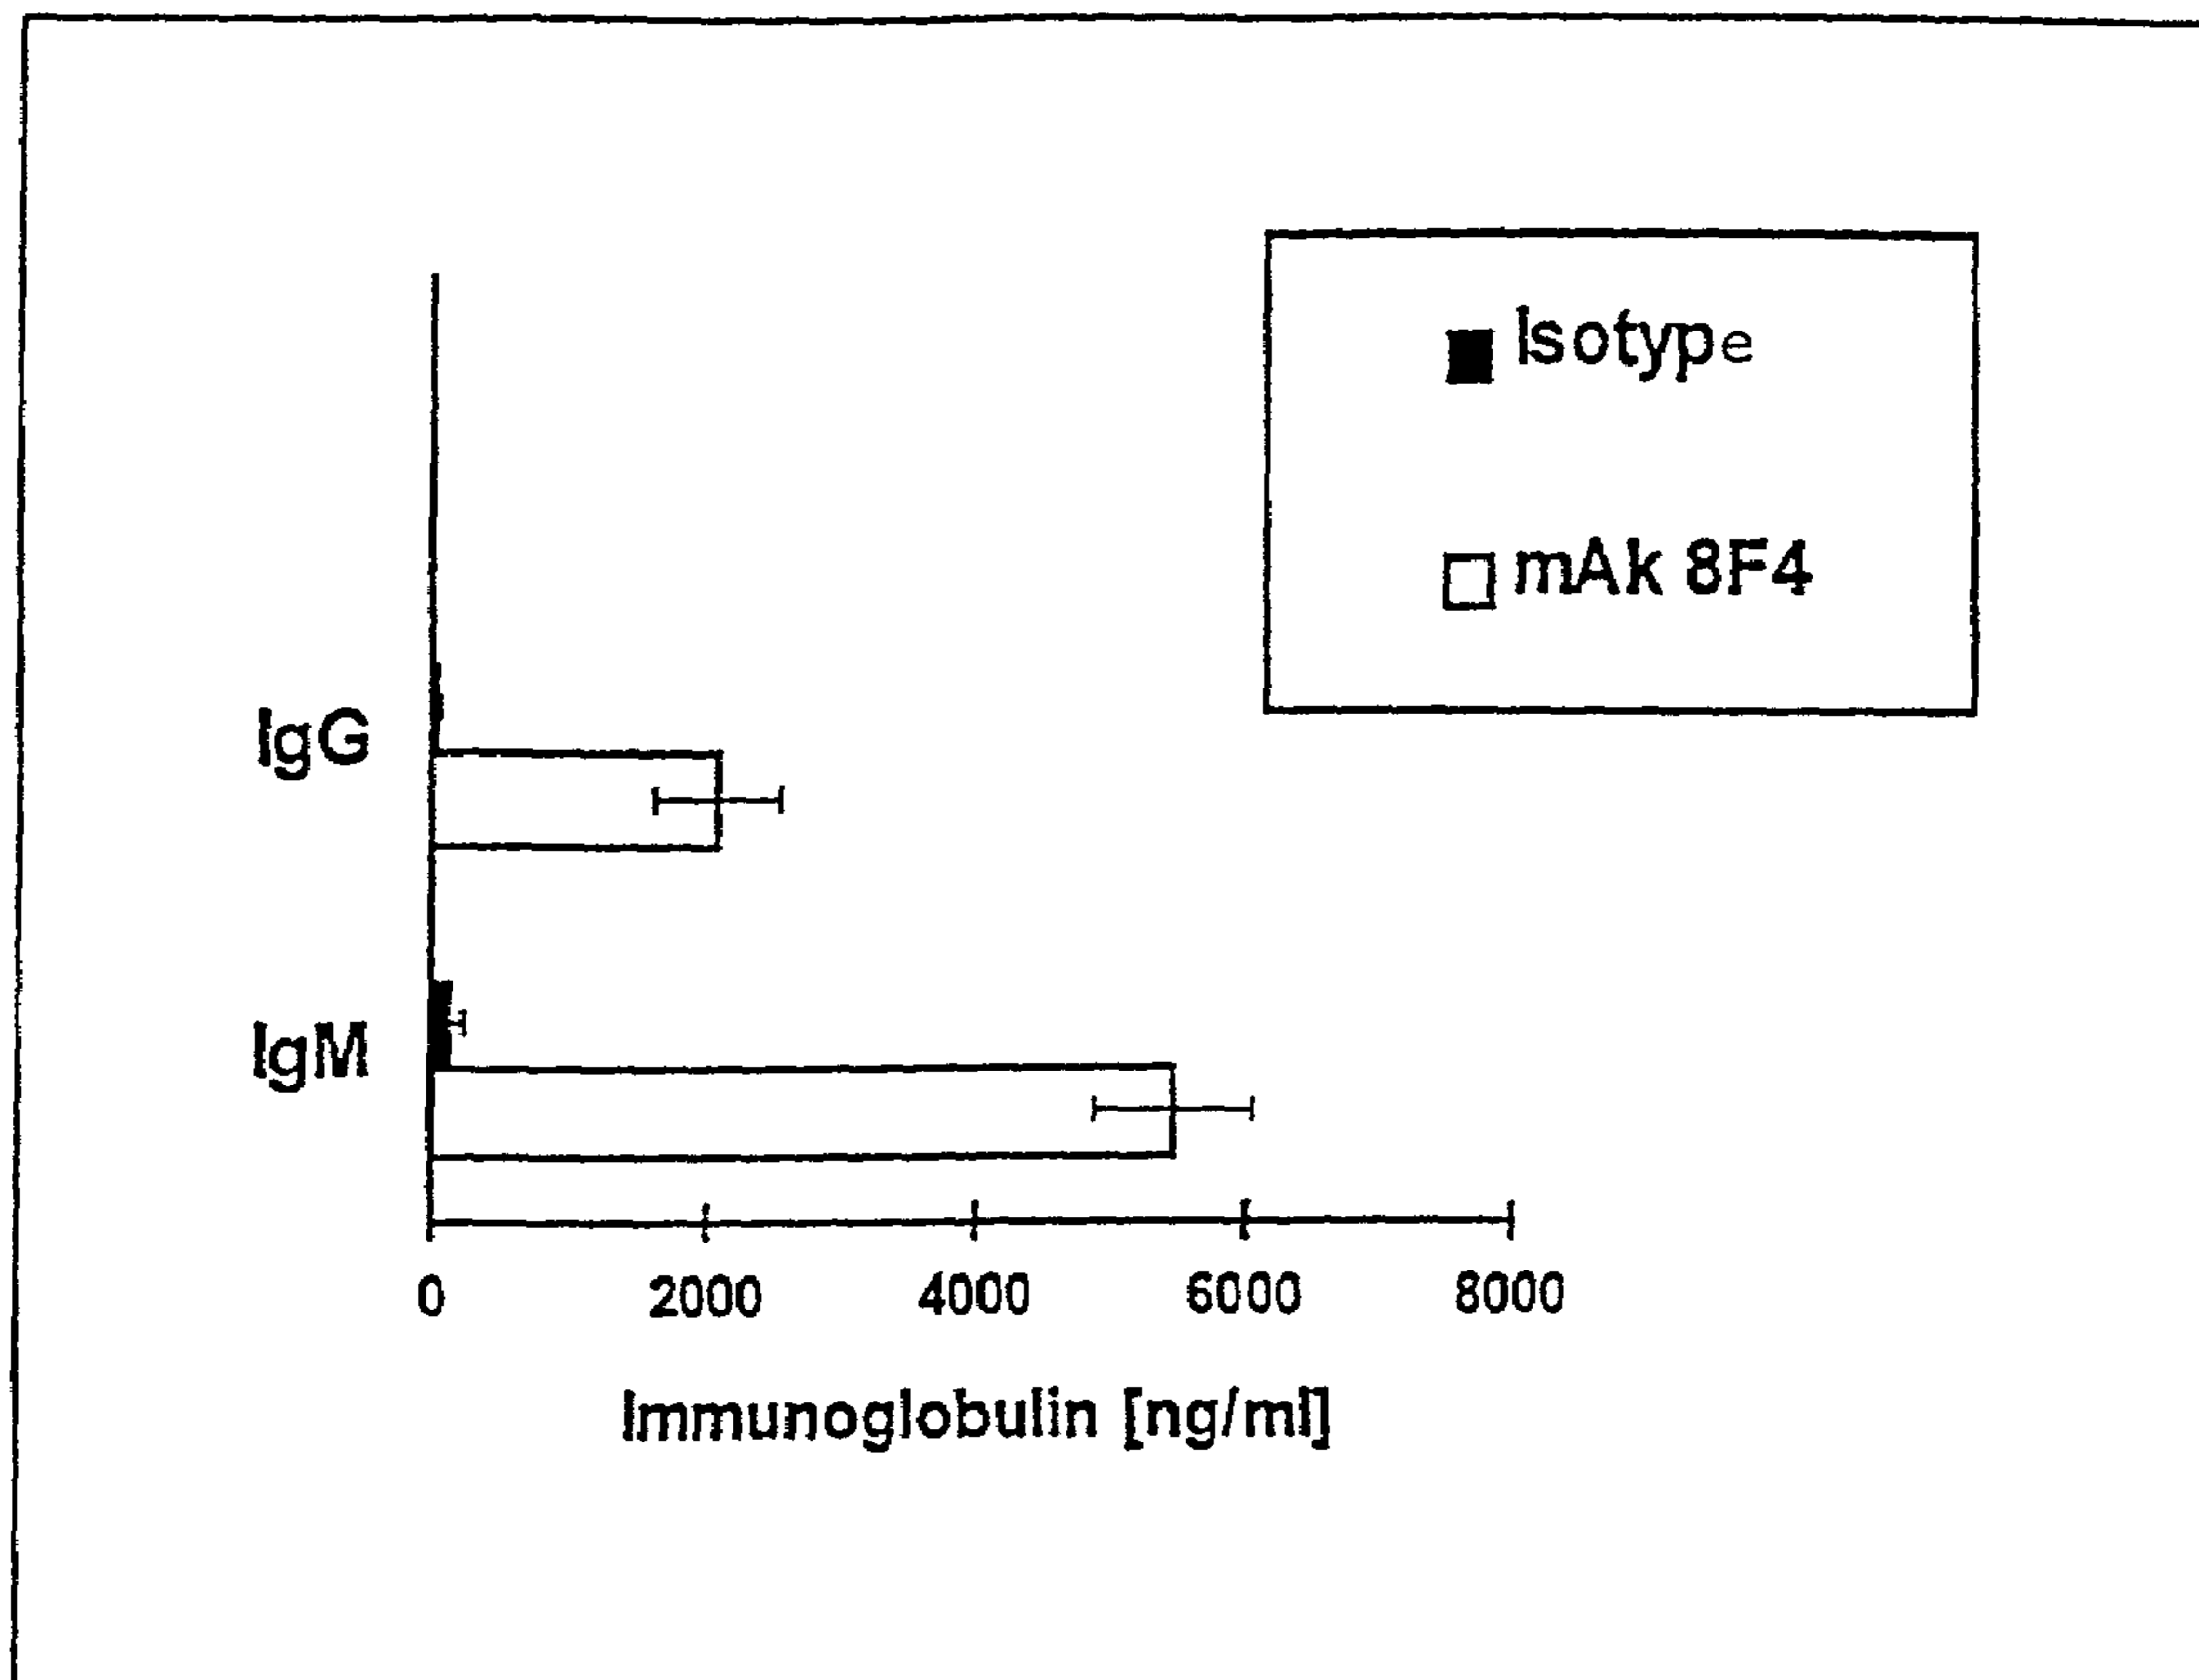 Isotype
mAk 8F4
IgG
IgM
0 2000 4000 6000 8000
Immunoglobulin [ng/ml]